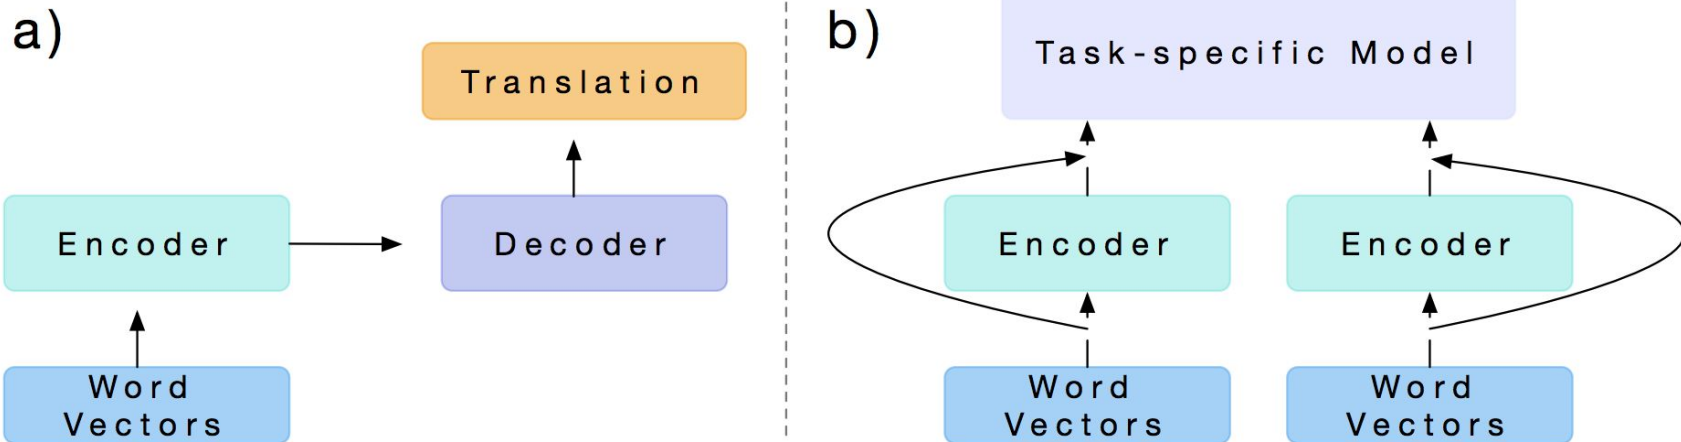 a)
Translation
Encoder
Decoder
Word
Vectors
b)
Task-specific Model
Encoder
Encoder
Word
Vectors
Word
Vectors